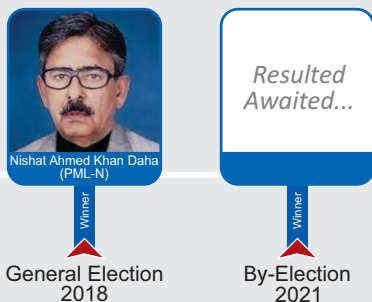 Nishat Ahmed Khan Daha
(PML-N)
Winner
General Election
2018
Resulted
Awaited...
Winner
By-Election
2021